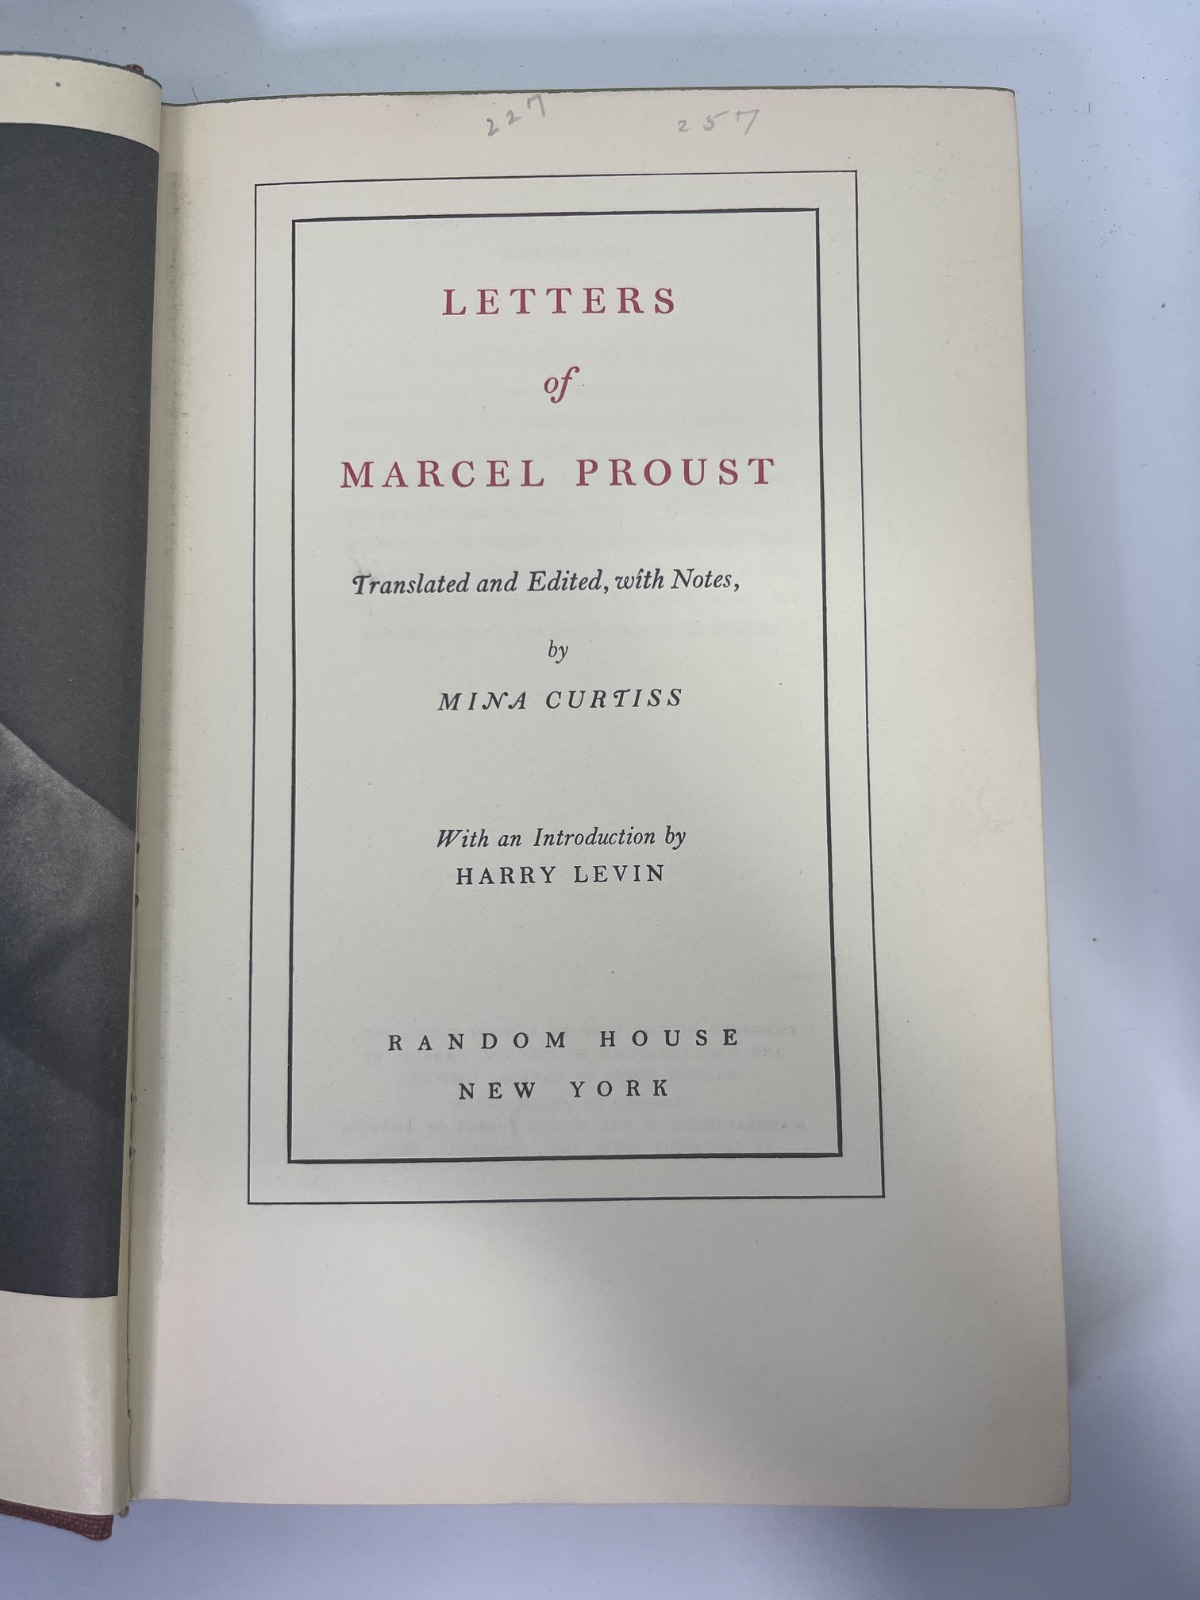 227 257
LETTERS
of
MARCEL PROUST
Translated and Edited, with Notes,
by
MINA CURTISS
With an Introduction by
HARRY LEVIN
RANDOM HOUSE
NEW YORK